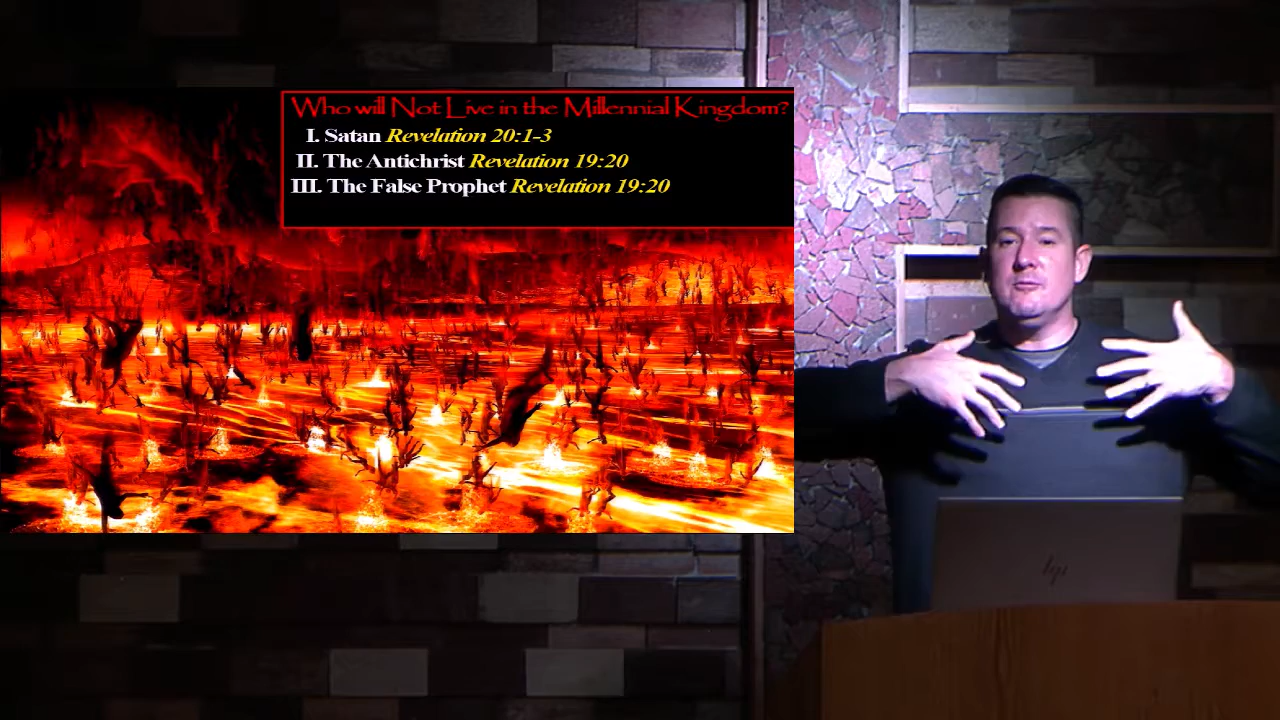 Who will Not Live in the Millennial Kingdom?
I. Satan Revelation 20:1-3
II. The Antichrist Revelation 19:20
III. The False Prophet Revelation 19:20
hp